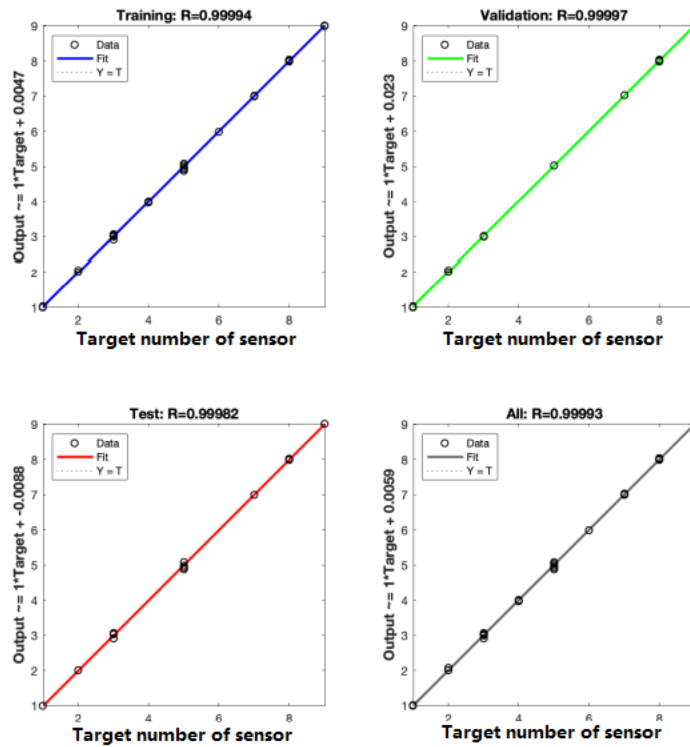 Training: R=0.99994
Output ~= 1*Target + 0.0047
9
8
7
6
5
4
3
2
1
Data
Fit
Y = T
2 4 6 8
Target number of sensor
Validation: R=0.99997
Output ~= 1*Target + 0.023
9
8
7
6
5
4
3
2
1
Data
Fit
Y = T
2 4 6 8
Target number of sensor
Test: R=0.99982
Output ~= 1*Target + -0.0088
9
8
7
6
5
4
3
2
1
Data
Fit
Y = T
2 4 6 8
Target number of sensor
All: R=0.99993
Output ~= 1*Target + 0.0059
9
8
7
6
5
4
3
2
1
Data
Fit
Y = T
2 4 6 8
Target number of sensor